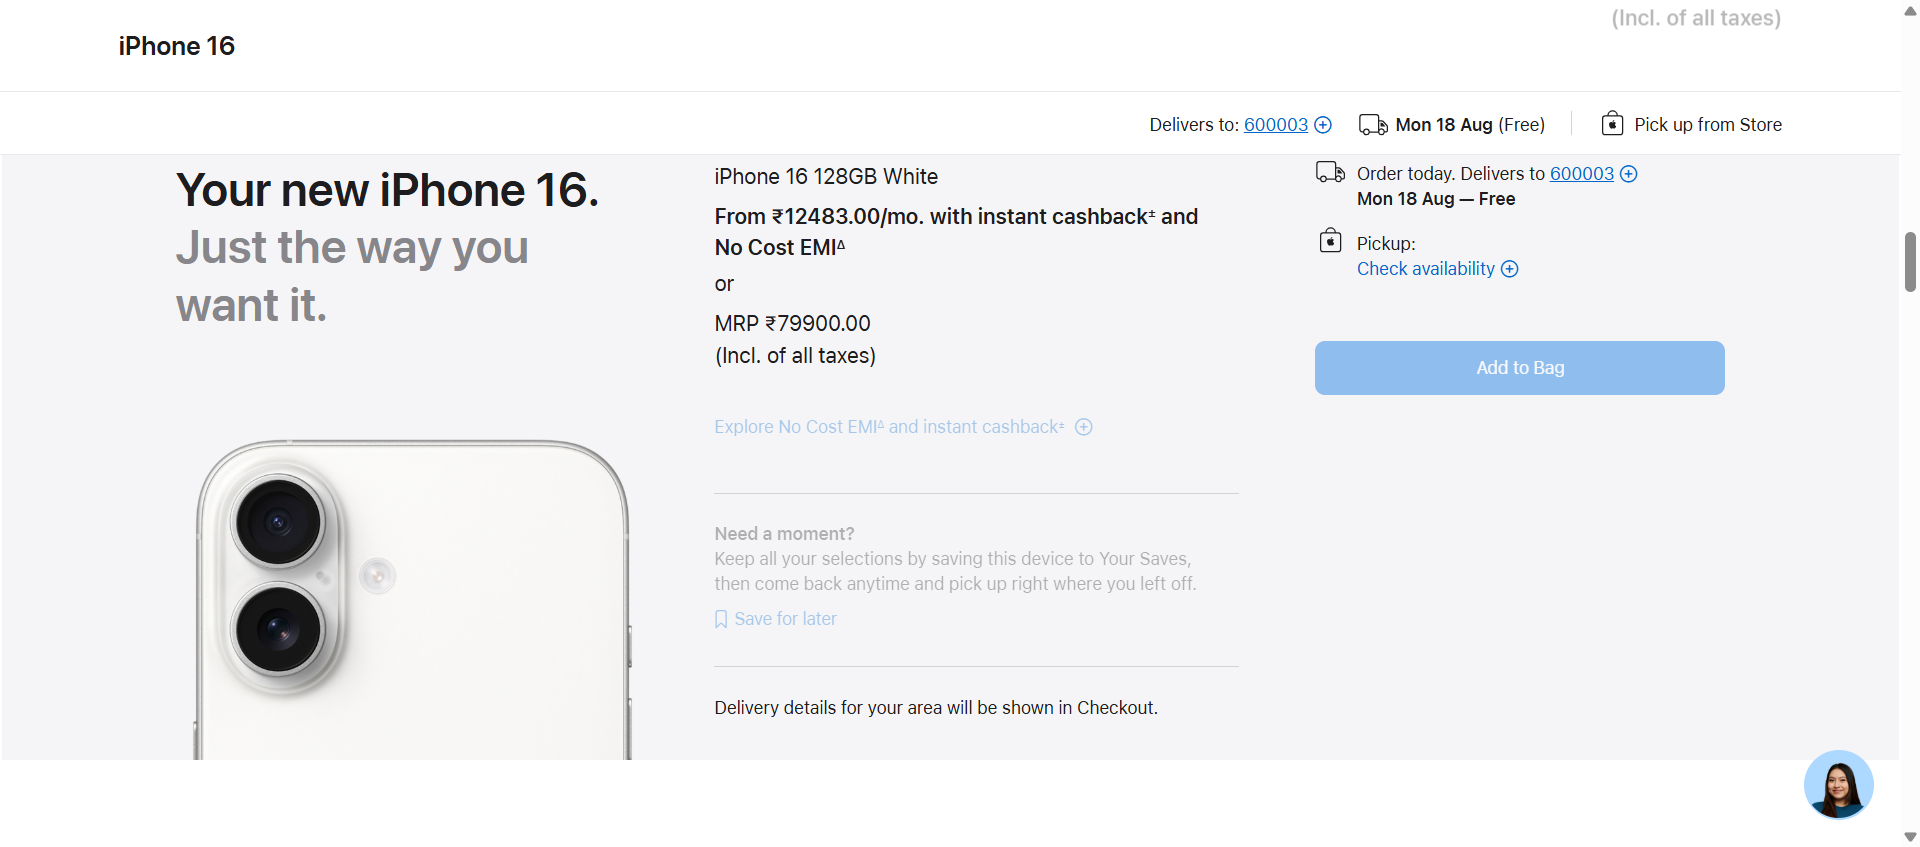 (Incl. of all taxes)
iPhone 16
Delivers to: 600003
Mon 18 Aug (Free)
Pick up from Store
Your new iPhone 16.
Just the way you
want it.
iPhone 16 128GB White
From ₹12483.00/mo. with instant cashback± and
No Cost EMIΔ
or
MRP ₹79900.00
(Incl. of all taxes)
Explore No Cost EMIΔ and instant cashback±
Need a moment?
Keep all your selections by saving this device to Your Saves,
then come back anytime and pick up right where you left off.
Save for later
Delivery details for your area will be shown in Checkout.
Order today. Delivers to 600003
Mon 18 Aug — Free
Pickup:
Check availability
Add to Bag